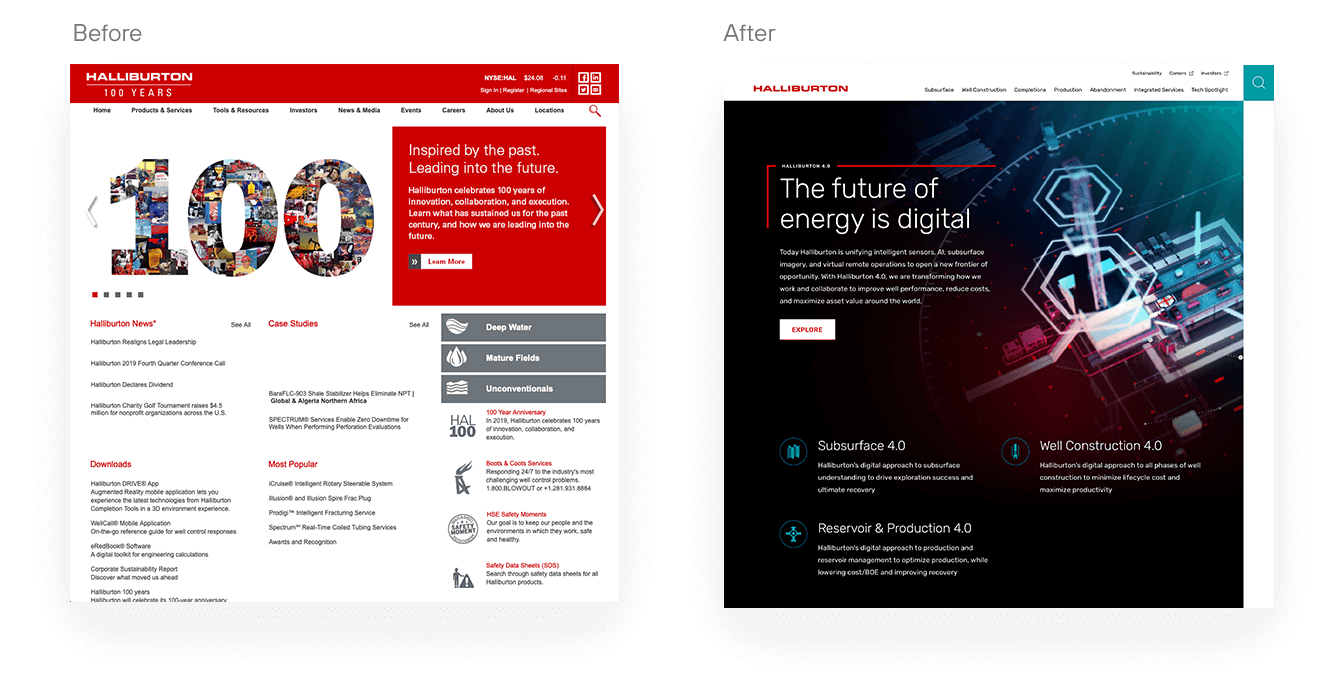 Before
HALLIBURTON
100 YEARS
NYSE:HAL $24.08 -0.11
Sign In | Register | Regional Sites
Home Products & Services Tools & Resources Investors News & Media Events Careers About Us Locations
100
Inspired by the past.
Leading into the future.
Halliburton celebrates 100 years of
innovation, collaboration, and execution.
Learn what has sustained us for the past
century, and how we are leading into the
future.
» Learn More
Halliburton News* See All
Halliburton Realigns Legal Leadership
Halliburton 2019 Fourth Quarter Conference Call
Halliburton Declares Dividend
Halliburton Charity Golf Tournament raises $4.5
million for nonprofit organizations across the U.S.
Case Studies See All
BaraFLC-903 Shale Stabilizer Helps Eliminate NPT |
Global & Algeria Northern Africa
SPECTRUM® Services Enable Zero Downtime for
Wells When Performing Perforation Evaluations
Deep Water
Mature Fields
Unconventionals
HAL
100
100 Year Anniversary
In 2019, Halliburton celebrates 100 years
of innovation, collaboration, and
execution.
Boots & Coots Services
Responding 24/7 to the industry's most
challenging well control problems.
1.800.BLOWOUT or +1.281.931.8884
SAFETY
MOMENT
HSE Safety Moments
Our goal is to keep our people and the
environments in which they work, safe
and healthy.
Safety Data Sheets (SDS)
Search through safety data sheets for all
Halliburton products.
Downloads
Halliburton DRIVE® App
Augmented Reality mobile application lets you
experience the latest technologies from Halliburton
Completion Tools in a 3D environment experience.
WellCall® Mobile Application
On-the-go reference guide for well control responses
eRedBook® Software
A digital toolkit for engineering calculations
Corporate Sustainability Report
Discover what moved us ahead
Halliburton 100 years
Halliburton will celebrate its 100-year anniversary
Most Popular
iCruise® Intelligent Rotary Steerable System
Illusion® and Illusion Spire Frac Plug
Prodigi™ Intelligent Fracturing Service
Spectrum℠ Real-Time Coiled Tubing Services
Awards and Recognition
After
Sustainability Careers Investors
HALLIBURTON
Subsurface Well Construction Completions Production Abandonment Integrated Services Tech Spotlight
HALLIBURTON 4.0
The future of
energy is digital
Today Halliburton is unifying intelligent sensors, AI, subsurface
imagery, and virtual remote operations to open a new frontier of
opportunity. With Halliburton 4.0, we are transforming how we
work and collaborate to improve well performance, reduce costs,
and maximize asset value around the world.
EXPLORE
Subsurface 4.0
Halliburton's digital approach to subsurface
understanding to drive exploration success and
ultimate recovery
Well Construction 4.0
Halliburton's digital approach to all phases of well
construction to minimize lifecycle cost and
maximize productivity
Reservoir & Production 4.0
Halliburton's digital approach to production and
reservoir management to optimize production, while
lowering cost/BOE and improving recovery